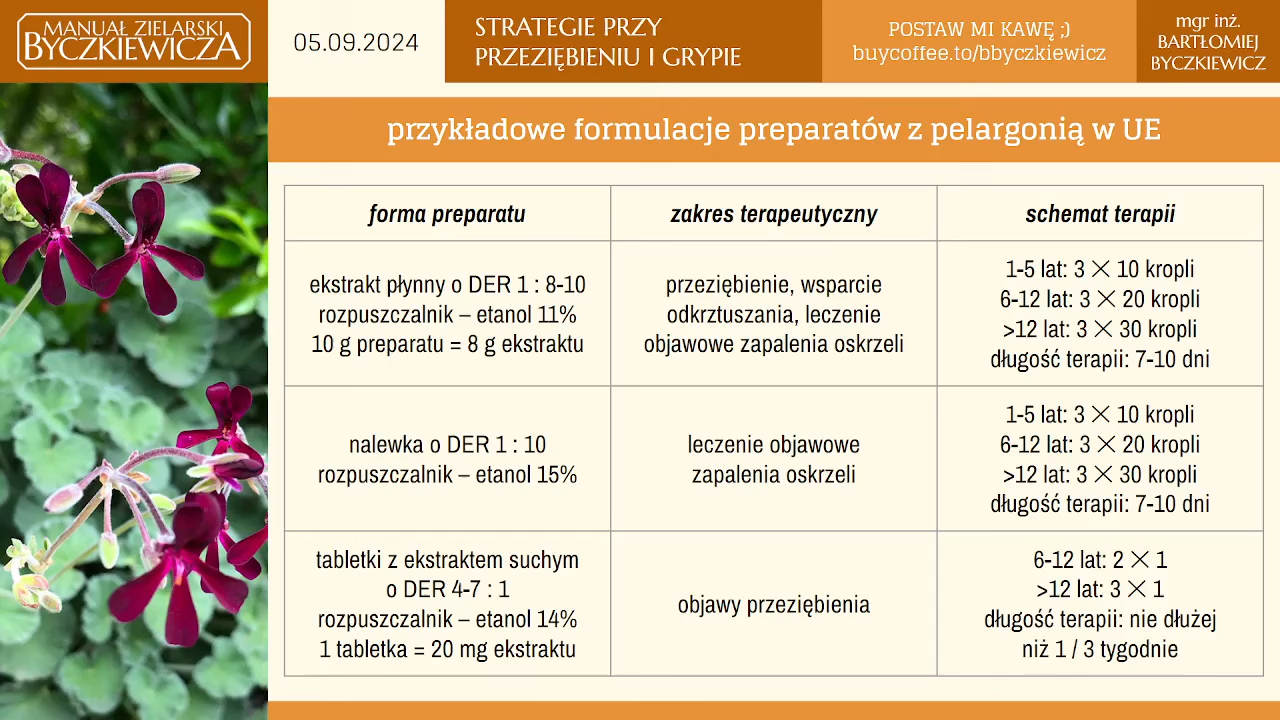 MANUAŁ ZIELARSKI
BYCZKIEWICZA
05.09.2024
STRATEGIE PRZY
PRZEZIĘBIENIU I GRYPIE
POSTAW MI KAWĘ ;)
buycoffee.to/bbyczkiewicz
mgr inż.
BARTŁOMIEJ
BYCZKIEWICZ
przykładowe formulacje preparatów z pelargonią w UE
forma preparatu
zakres terapeutyczny
schemat terapii
ekstrakt płynny o DER 1 : 8-10
rozpuszczalnik – etanol 11%
10 g preparatu = 8 g ekstraktu
przeziębienie, wsparcie
odkrztuszania, leczenie
objawowe zapalenia oskrzeli
1-5 lat: 3 × 10 kropli
6-12 lat: 3 × 20 kropli
>12 lat: 3 × 30 kropli
długość terapii: 7-10 dni
nalewka o DER 1 : 10
rozpuszczalnik – etanol 15%
leczenie objawowe
zapalenia oskrzeli
1-5 lat: 3 × 10 kropli
6-12 lat: 3 × 20 kropli
>12 lat: 3 × 30 kropli
długość terapii: 7-10 dni
tabletki z ekstraktem suchym
o DER 4-7 : 1
rozpuszczalnik – etanol 14%
1 tabletka = 20 mg ekstraktu
objawy przeziębienia
6-12 lat: 2 × 1
>12 lat: 3 × 1
długość terapii: nie dłużej
niż 1 / 3 tygodnie